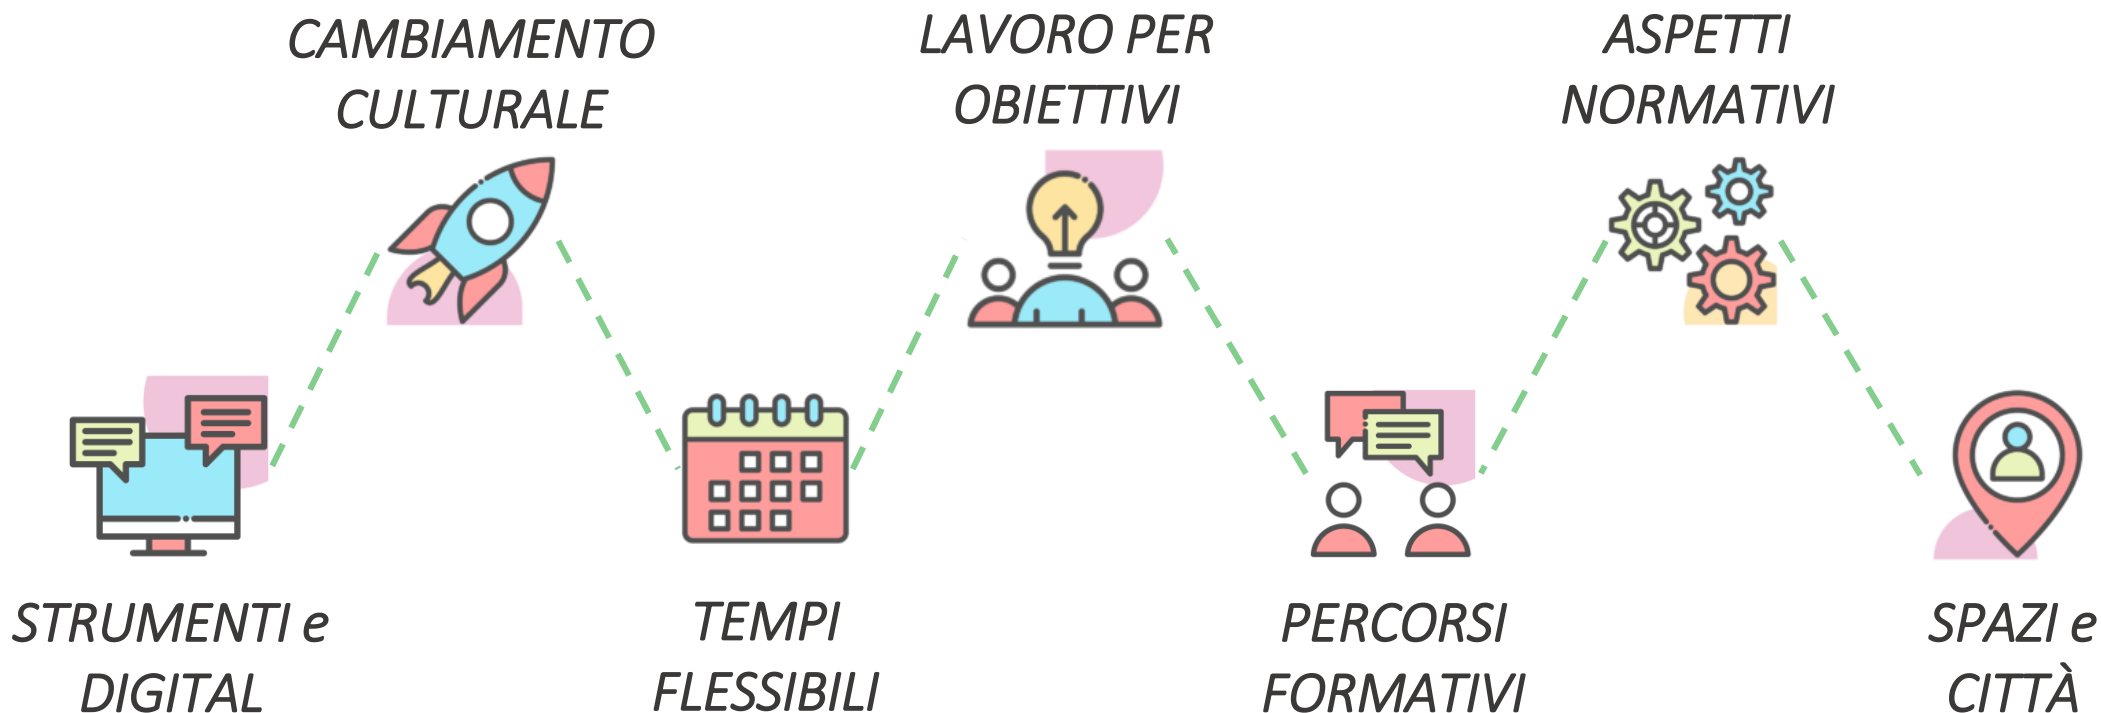 CAMBIAMENTO
CULTURALE
LAVORO PER
OBIETTIVI
ASPETTI
NORMATIVI
STRUMENTI e
DIGITAL
TEMPI
FLESSIBILI
PERCORSI
FORMATIVI
SPAZI e
CITTÀ